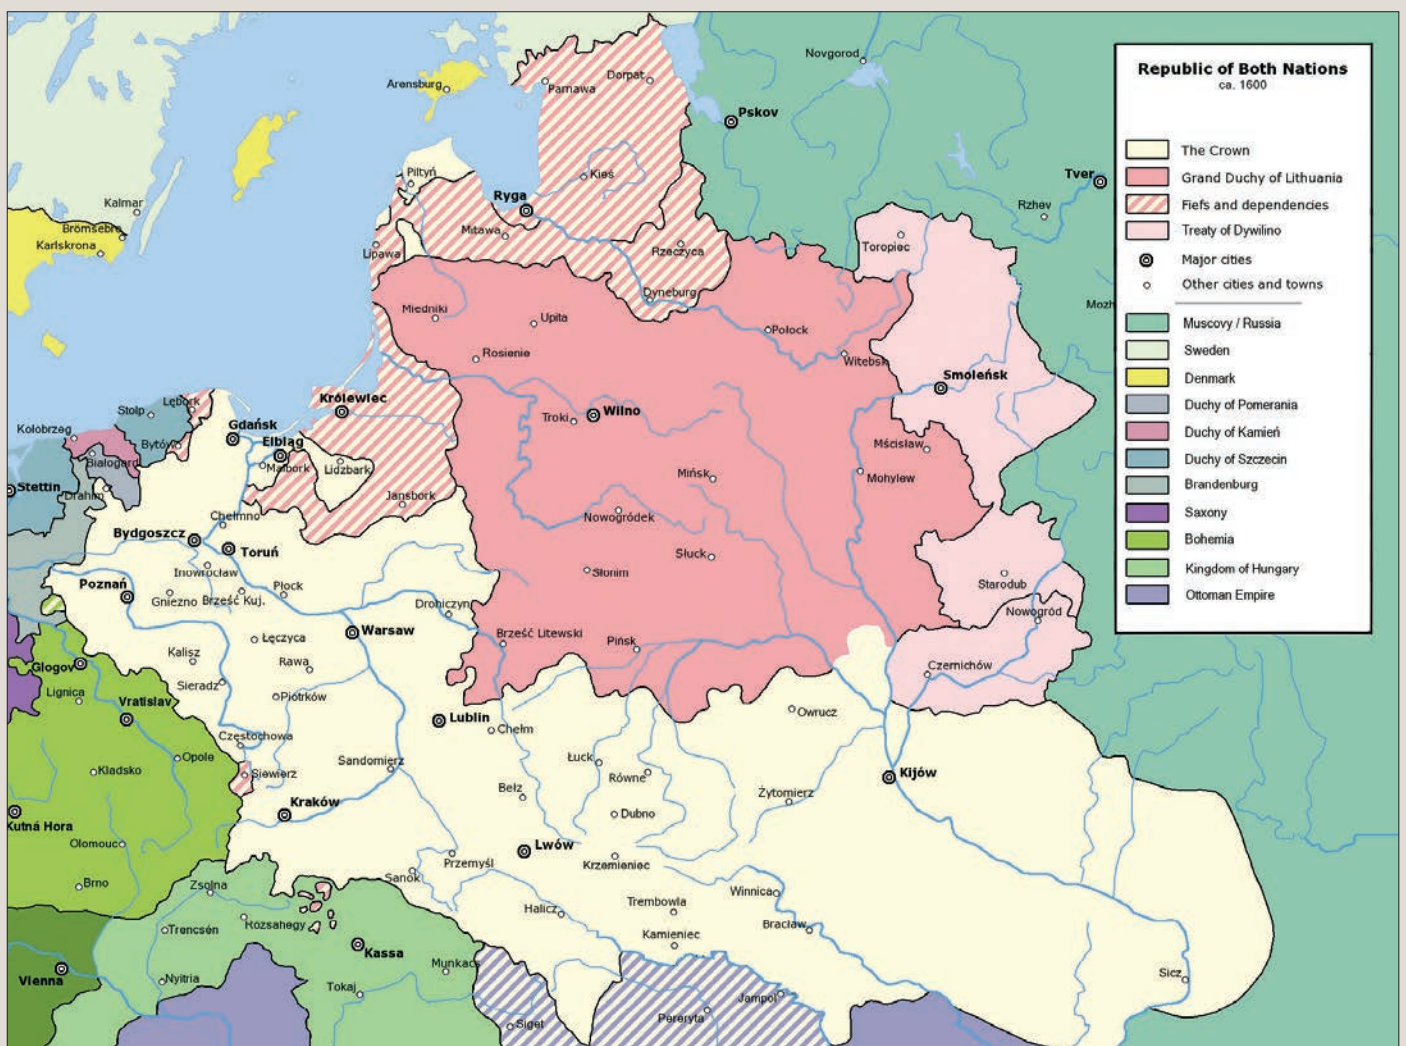 Republic of Both Nations
ca. 1600
The Crown
Grand Duchy of Lithuania
Fiefs and dependencies
Treaty of Dywilino
Major cities
Other cities and towns
Muscovy / Russia
Sweden
Denmark
Duchy of Pomerania
Duchy of Kamień
Duchy of Szczecin
Brandenburg
Saxony
Bohemia
Kingdom of Hungary
Ottoman Empire
Novgorod
Dorpat
Parnawa
Arensburg
Pskov
Tver
Rzhev
Piltyń
Kieś
Ryga
Kalmar
Bromsebro
Karlskrona
Mitawa
Lipawa
Rzeczyca
Toropiec
Dyneburg
Mozh
Miedniki
Upita
Połock
Rosienie
Witebsk
Smoleńsk
Królewiec
Lębork
Stolp
Kołobrzeg
Gdańsk
Bytów
Elbląg
Troki
Wilno
Białogard
Malbork
Lidzbark
Mścisław
Mińsk
Mohylew
Stettin
Drahim
Jansbork
Chełmno
Nowogródek
Bydgoszcz
Toruń
Słuck
Inowrocław
Słonim
Starodub
Poznań
Gniezno
Brześć Kuj.
Płock
Drohiczyn
Nowogród
Warsaw
Łęczyca
Brześć Litewski
Pińsk
Kalisz
Rawa
Glogov
Czernichów
Lignica
Sieradz
Piotrków
Vratislav
Lublin
Owrucz
Chełm
Częstochowa
Opole
Sandomierz
Łuck
Kladsko
Siewierz
Równe
Kijów
Bełz
Żytomierz
Kraków
Dubno
Kutná Hora
Olomouc
Lwów
Przemyśl
Krzemieniec
Sanok
Brno
Zsolna
Winnica
Trembowla
Halicz
Rozsahegy
Trencsén
Bracław
Kamieniec
Kassa
Munkacs
Vienna
Nyitria
Tokaj
Sicz
Jampol
Siget
Pereryta